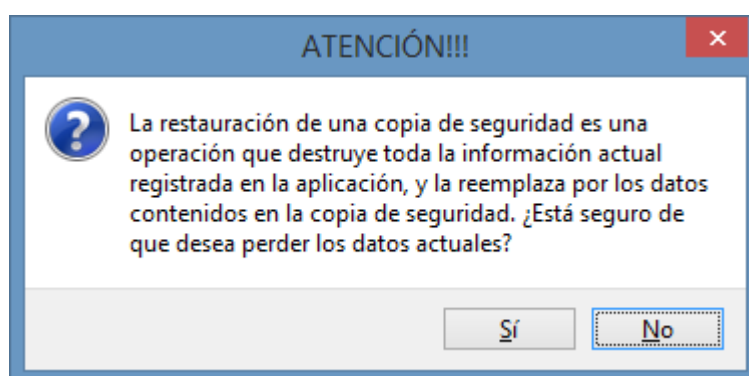 ATENCIÓN!!!
La restauración de una copia de seguridad es una
operación que destruye toda la información actual
registrada en la aplicación, y la reemplaza por los datos
contenidos en la copia de seguridad. ¿Está seguro de
que desea perder los datos actuales?
Sí No